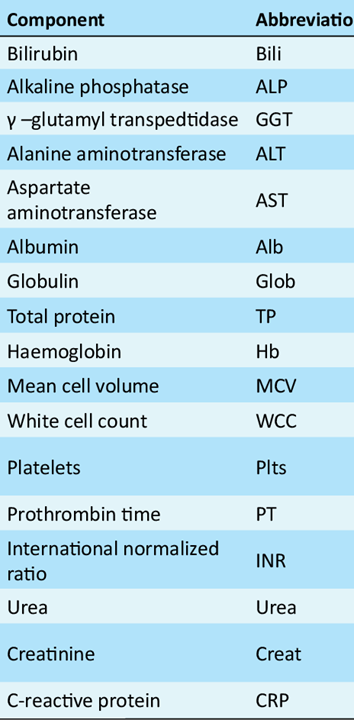 Component Abbreviatio
Bilirubin Bili
Alkaline phosphatase ALP
γ –glutamyl transpedtidase GGT
Alanine aminotransferase ALT
Aspartate
aminotransferase AST
Albumin Alb
Globulin Glob
Total protein TP
Haemoglobin Hb
Mean cell volume MCV
White cell count WCC
Platelets Plts
Prothrombin time PT
International normalized
ratio INR
Urea Urea
Creatinine Creat
C-reactive protein CRP